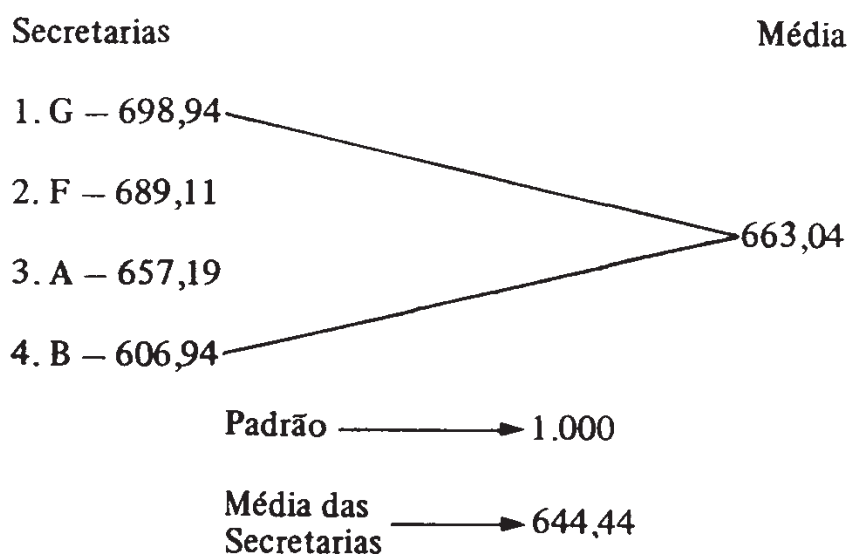 Secretarias Média
1. G – 698,94
2. F – 689,11
663,04
3. A – 657,19
4. B – 606,94
Padrão 1.000
Média das
Secretarias 644,44